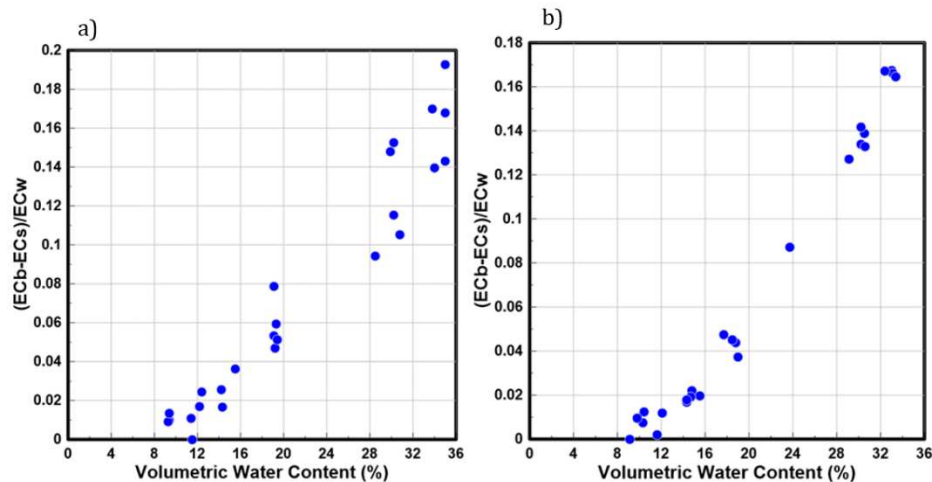 a)
0.2
0.18
0.16
0.14
0.12
0.1
0.08
0.06
0.04
0.02
0
(ECb-ECs)/ECw
0 4 8 12 16 20 24 28 32 36
Volumetric Water Content (%)
b)
0.18
0.16
0.14
0.12
0.1
0.08
0.06
0.04
0.02
0
(ECb-ECs)/ECw
0 4 8 12 16 20 24 28 32 36
Volumetric Water Content (%)